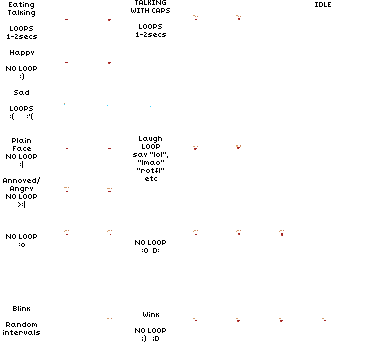 Eating
Talking
LOOPS
1-2secs
TALKING
WITH CAPS
LOOPS
1-2secs
IDLE
Happy
NO LOOP
:)
Sad
LOOPS
:( :'(
Plain
Face
NO LOOP
:|
Laugh
LOOP
say "lol",
"lmao"
"rotfl"
etc
Annoyed/
Angry
NO LOOP
>:|
NO LOOP
:o
NO LOOP
:O D:
Blink
Random
intervals
Wink
NO LOOP
;) ;D